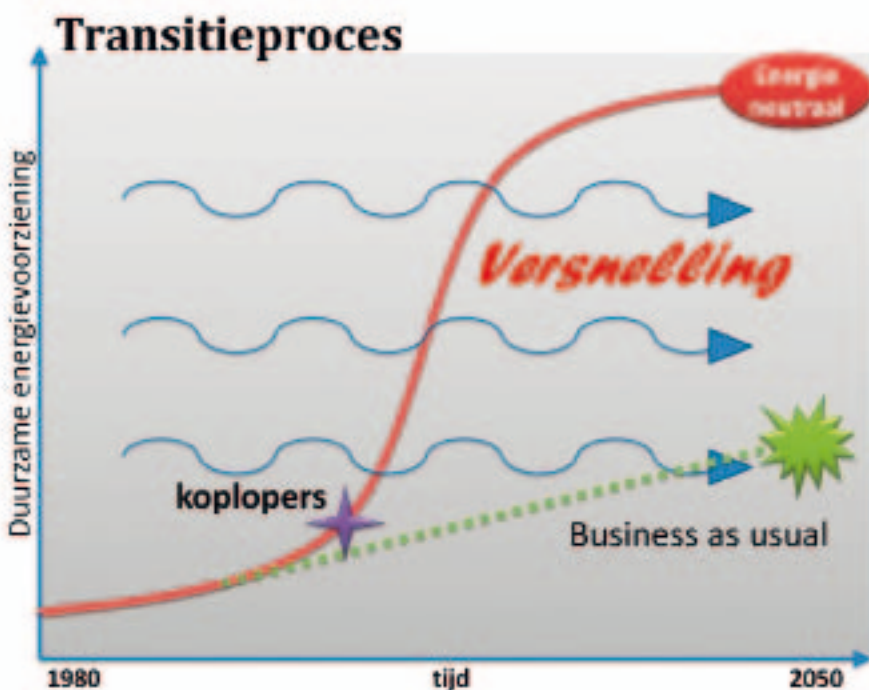 Transitieproces
Duurzame energievoorziening
Energie
neutraal
Versnelling
koplopers
Business as usual
1980
tijd
2050